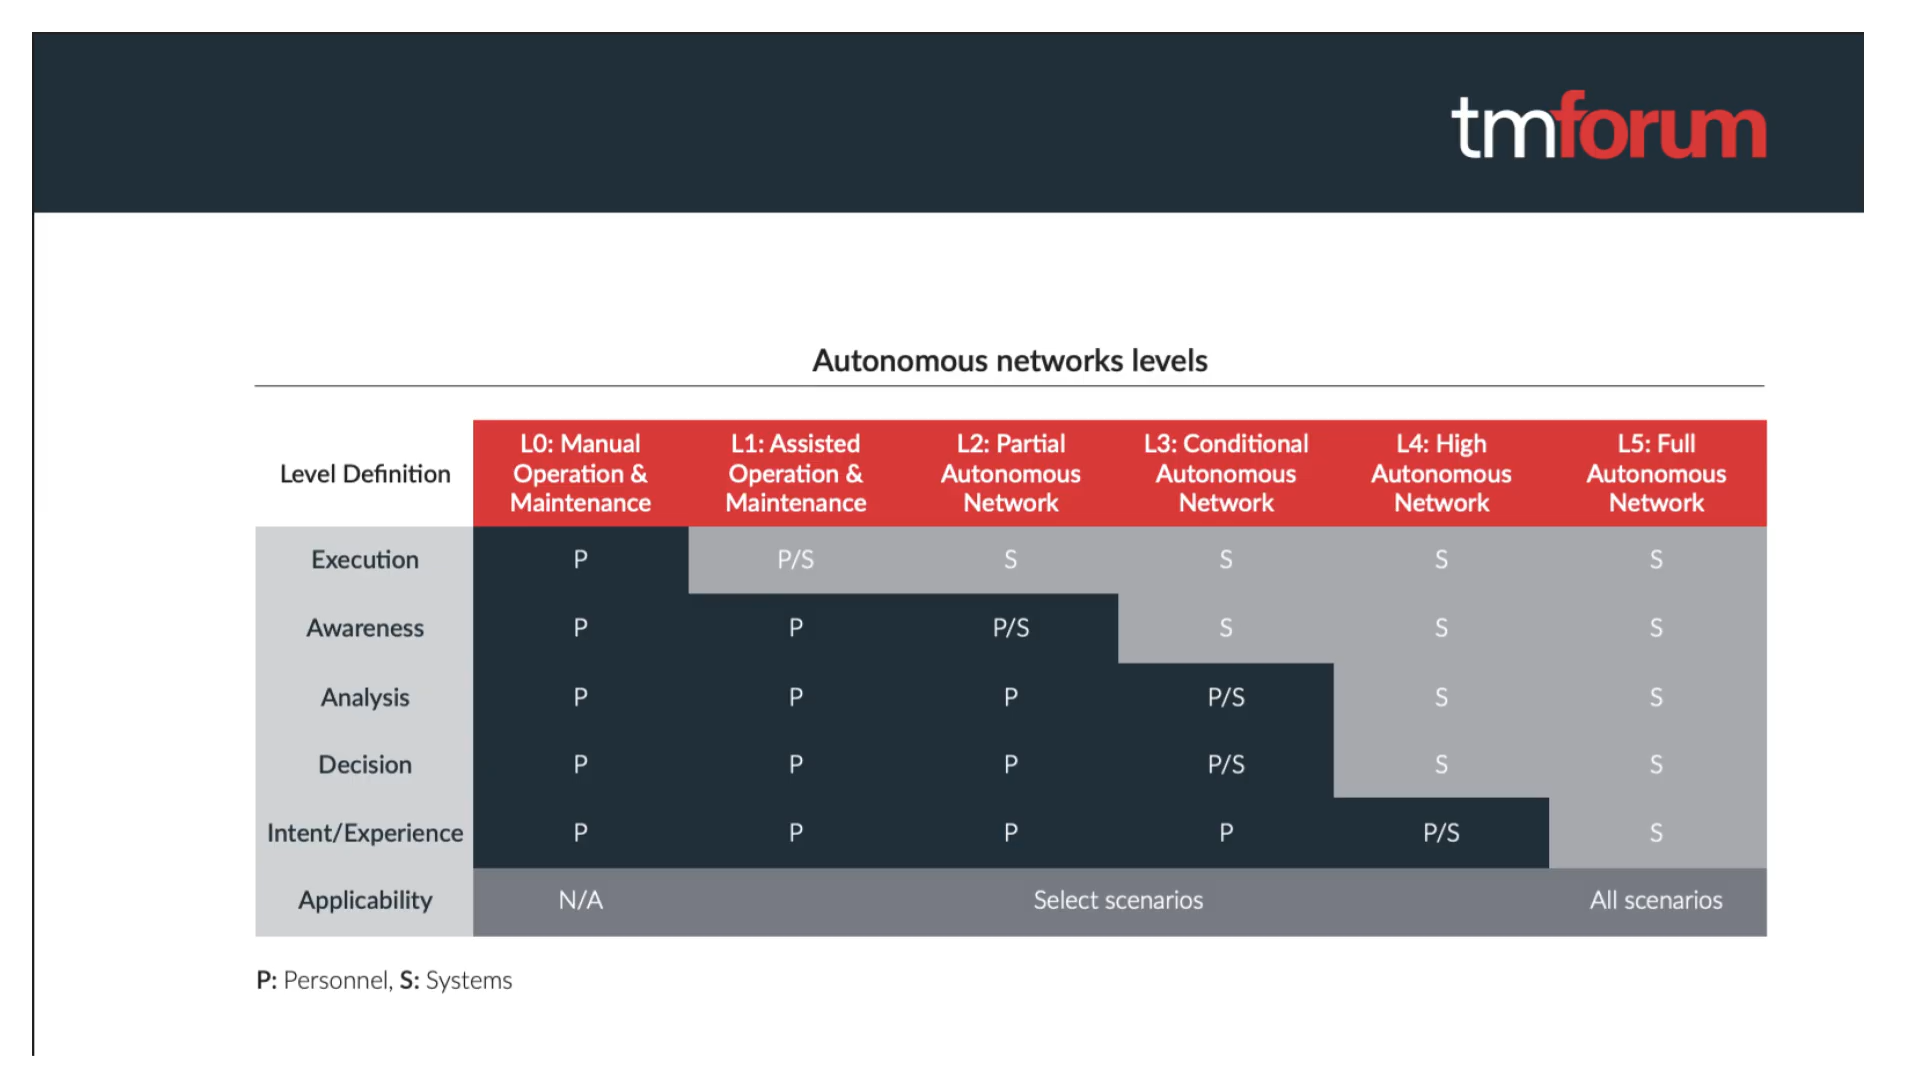 tmforum
Autonomous networks levels
Level Definition
L0: Manual
Operation &
Maintenance
L1: Assisted
Operation &
Maintenance
L2: Partial
Autonomous
Network
L3: Conditional
Autonomous
Network
L4: High
Autonomous
Network
L5: Full
Autonomous
Network
Execution P P/S S S S S
Awareness P P P/S S S S
Analysis P P P P/S S S
Decision P P P P/S S S
Intent/Experience P P P P P/S S
Applicability N/A Select scenarios All scenarios
P: Personnel, S: Systems